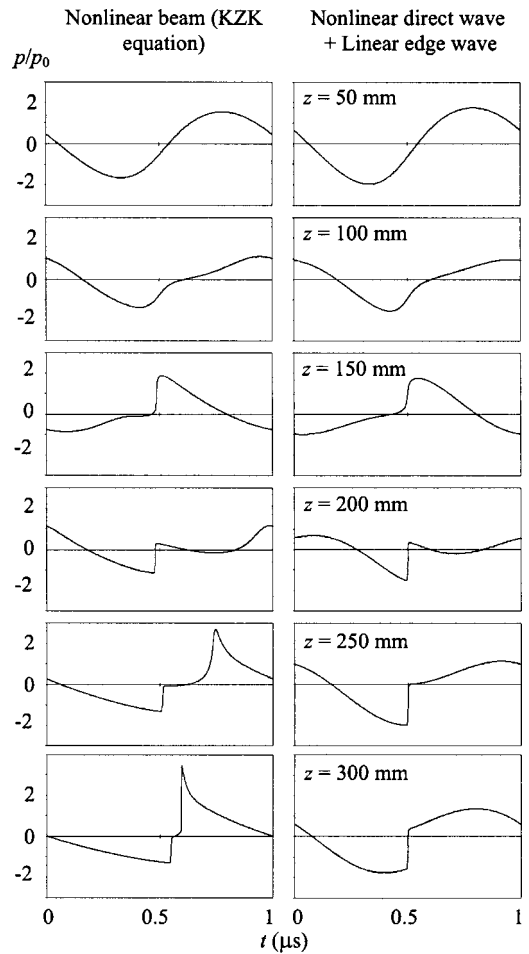 Nonlinear beam (KZK
equation)
Nonlinear direct wave
+ Linear edge wave
p/p₀
2
0
-2
z = 50 mm
2
0
-2
z = 100 mm
2
0
-2
z = 150 mm
2
0
-2
z = 200 mm
2
0
-2
z = 250 mm
2
0
-2
z = 300 mm
0 0.5 1 0 0.5 1
t (μs)